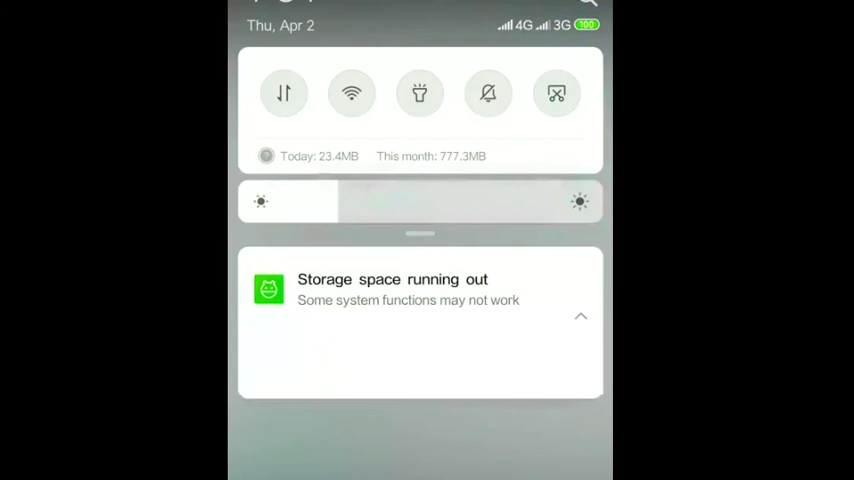 Thu, Apr 2
4G 3G 100
Today: 23.4MB This month: 777.3MB
Storage space running out
Some system functions may not work